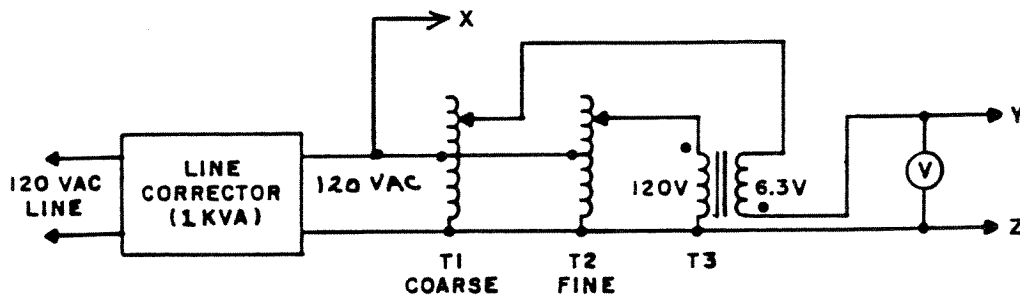 X
Y
120 VAC
LINE
LINE
CORRECTOR
(1 KVA)
120 VAC
120V
6.3V
V
Z
T1
COARSE
T2
FINE
T3